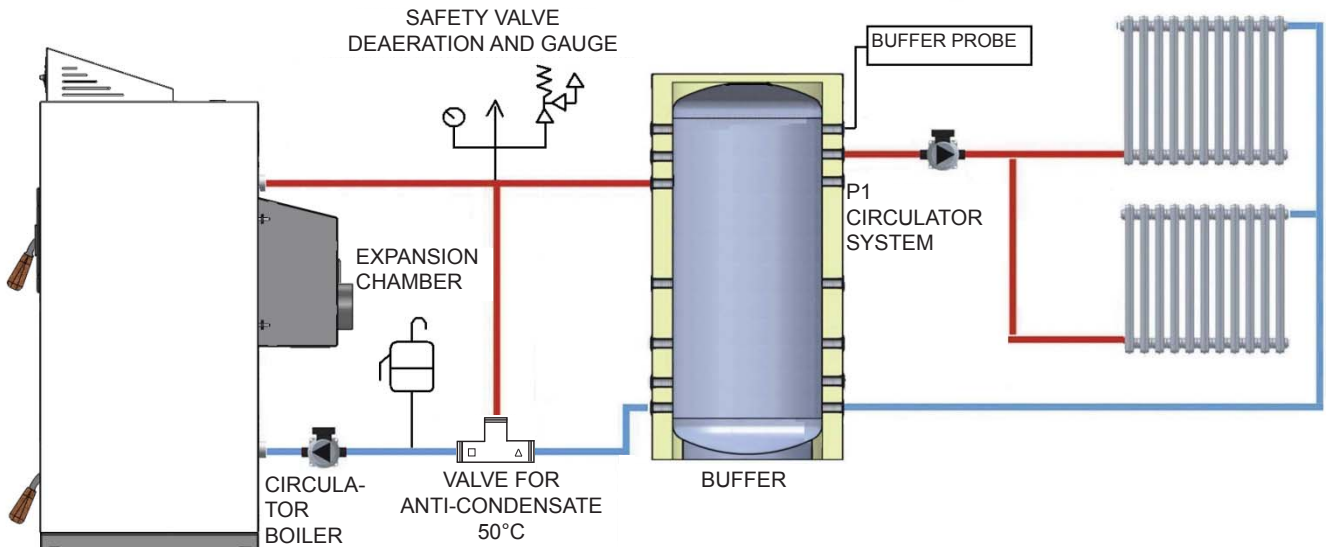 SAFETY VALVE
DEAERATION AND GAUGE
BUFFER PROBE
P1
CIRCULATOR
SYSTEM
EXPANSION
CHAMBER
CIRCULA-
TOR
BOILER
VALVE FOR
ANTI-CONDENSATE
50°C
BUFFER